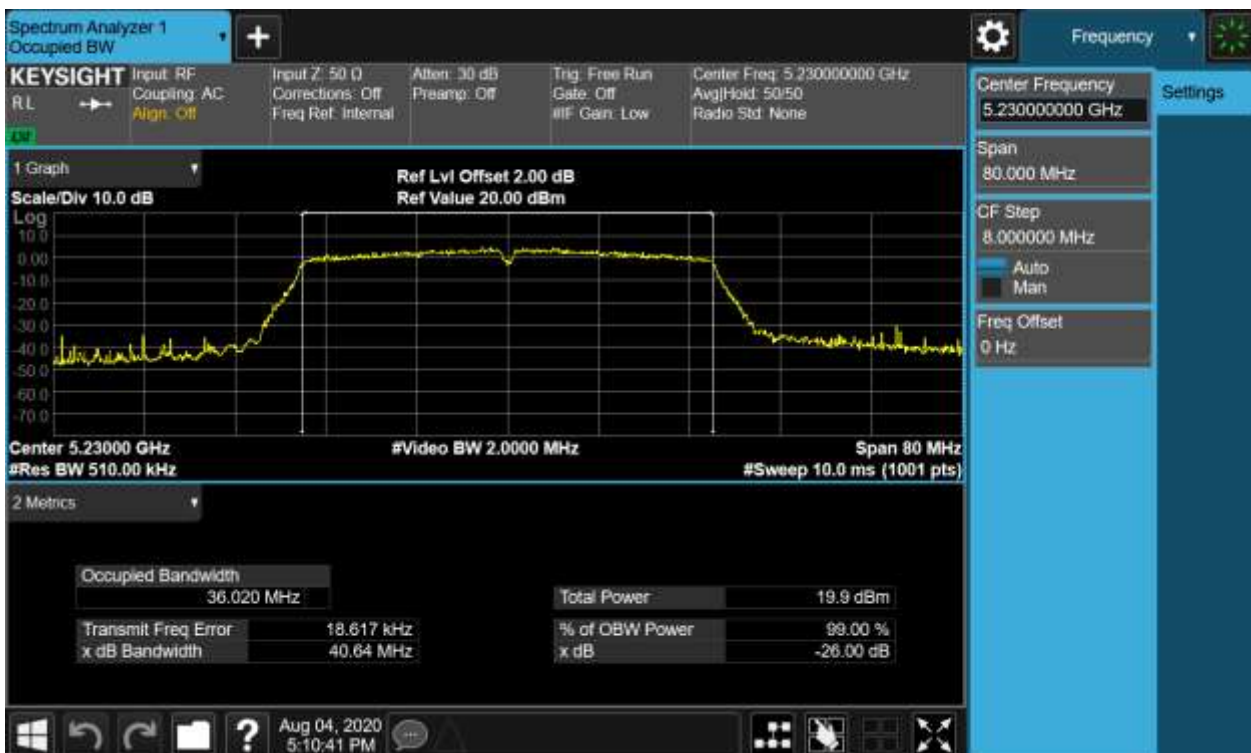 Spectrum Analyzer 1
Occupied BW
Frequency
KEYSIGHT
RL
Input: RF
Coupling: AC
Align: Off
Input Z: 50 Ω
Corrections: Off
Freq Ref: Internal
Atten: 30 dB
Preamp: Off
Trig: Free Run
Gate: Off
#IF Gain: Low
Center Freq: 5.230000000 GHz
Avg|Hold: 50/50
Radio Std: None
Center Frequency
5.230000000 GHz
Settings
Span
80.000 MHz
CF Step
8.000000 MHz
Auto
Man
Freq Offset
0 Hz
1 Graph
Scale/Div 10.0 dB
Ref Lvl Offset 2.00 dB
Ref Value 20.00 dBm
Log
10.0
0.00
-10.0
-20.0
-30.0
-40.0
-50.0
-60.0
-70.0
Center 5.23000 GHz
#Video BW 2.0000 MHz
Span 80 MHz
#Res BW 510.00 kHz
#Sweep 10.0 ms (1001 pts)
2 Metrics
Occupied Bandwidth
36.020 MHz
Total Power 19.9 dBm
Transmit Freq Error 18.617 kHz
% of OBW Power 99.00 %
x dB Bandwidth 40.64 MHz
x dB -26.00 dB
Aug 04, 2020
5:10:41 PM